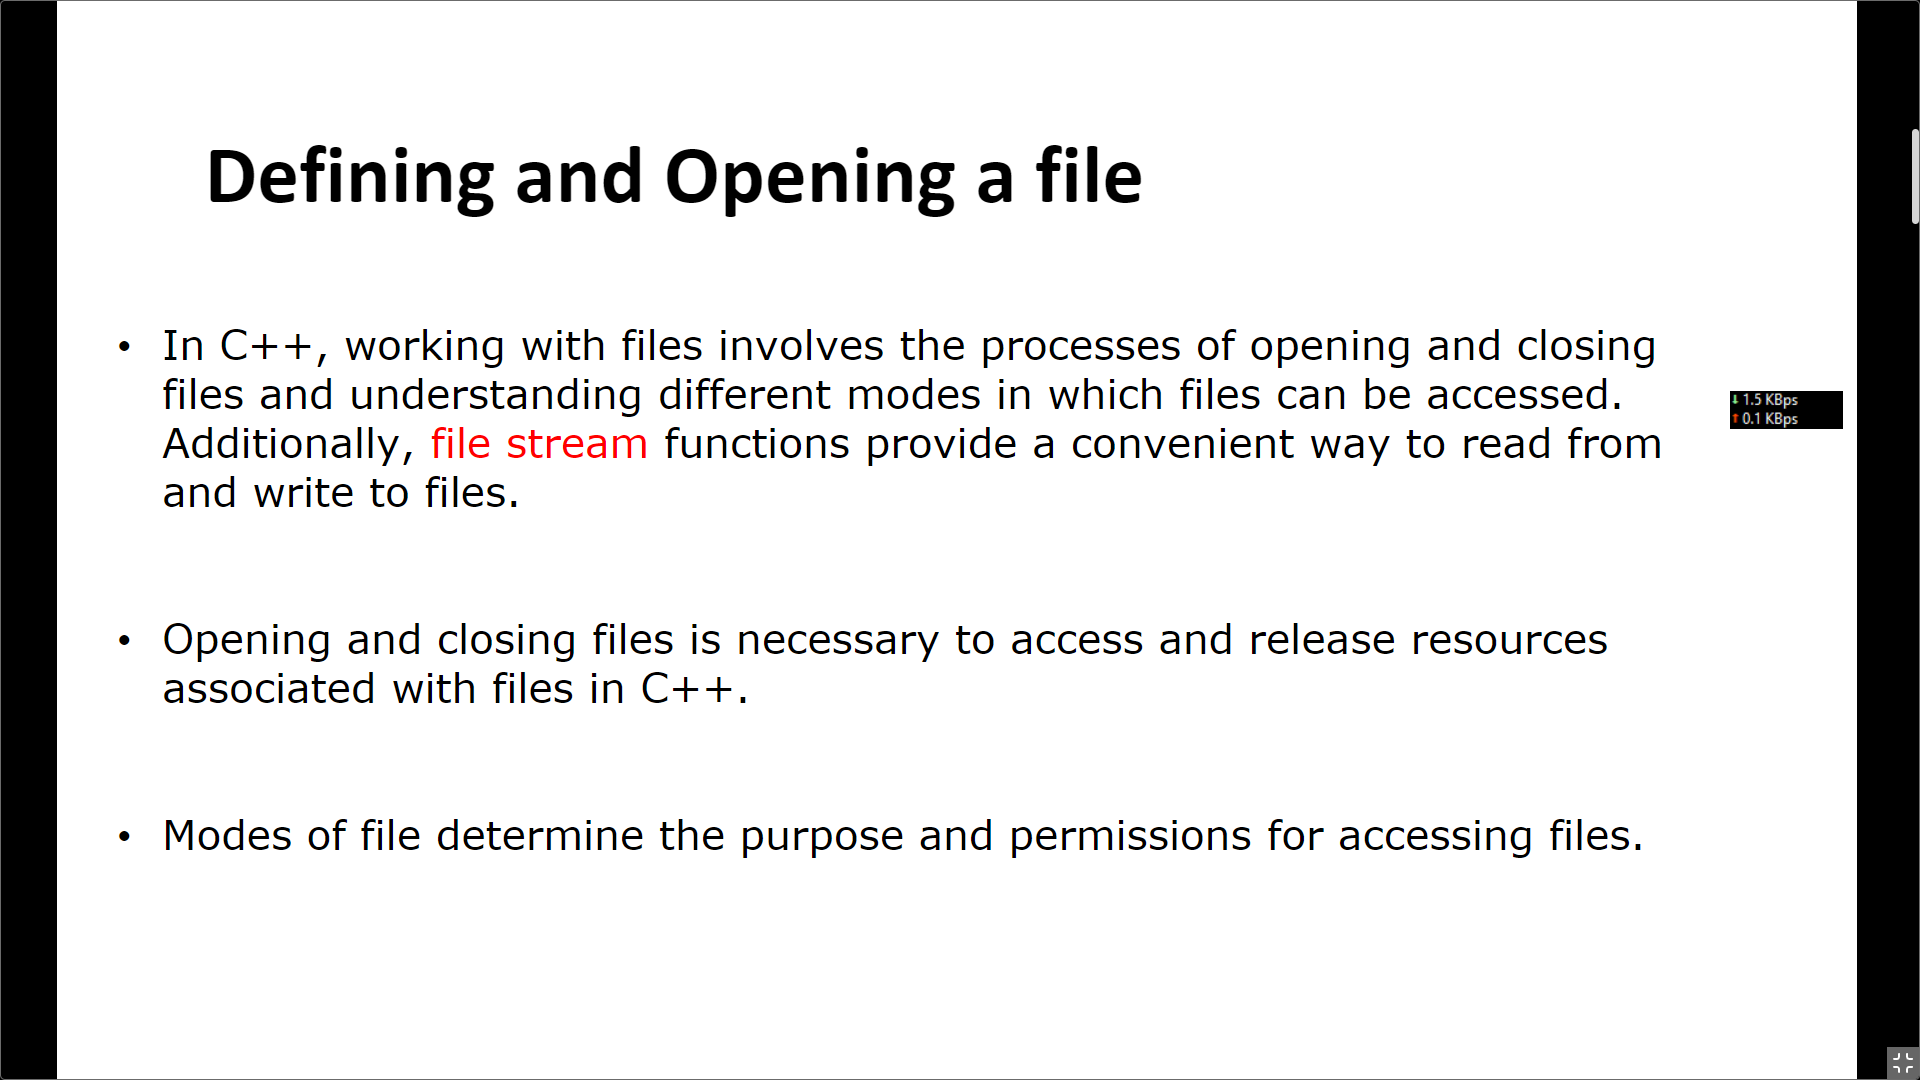 Defining and Opening a file
• In C++, working with files involves the processes of opening and closing
files and understanding different modes in which files can be accessed.
Additionally, file stream functions provide a convenient way to read from
and write to files.
• Opening and closing files is necessary to access and release resources
associated with files in C++.
• Modes of file determine the purpose and permissions for accessing files.
↓ 1.5 KBps
↑ 0.1 KBps